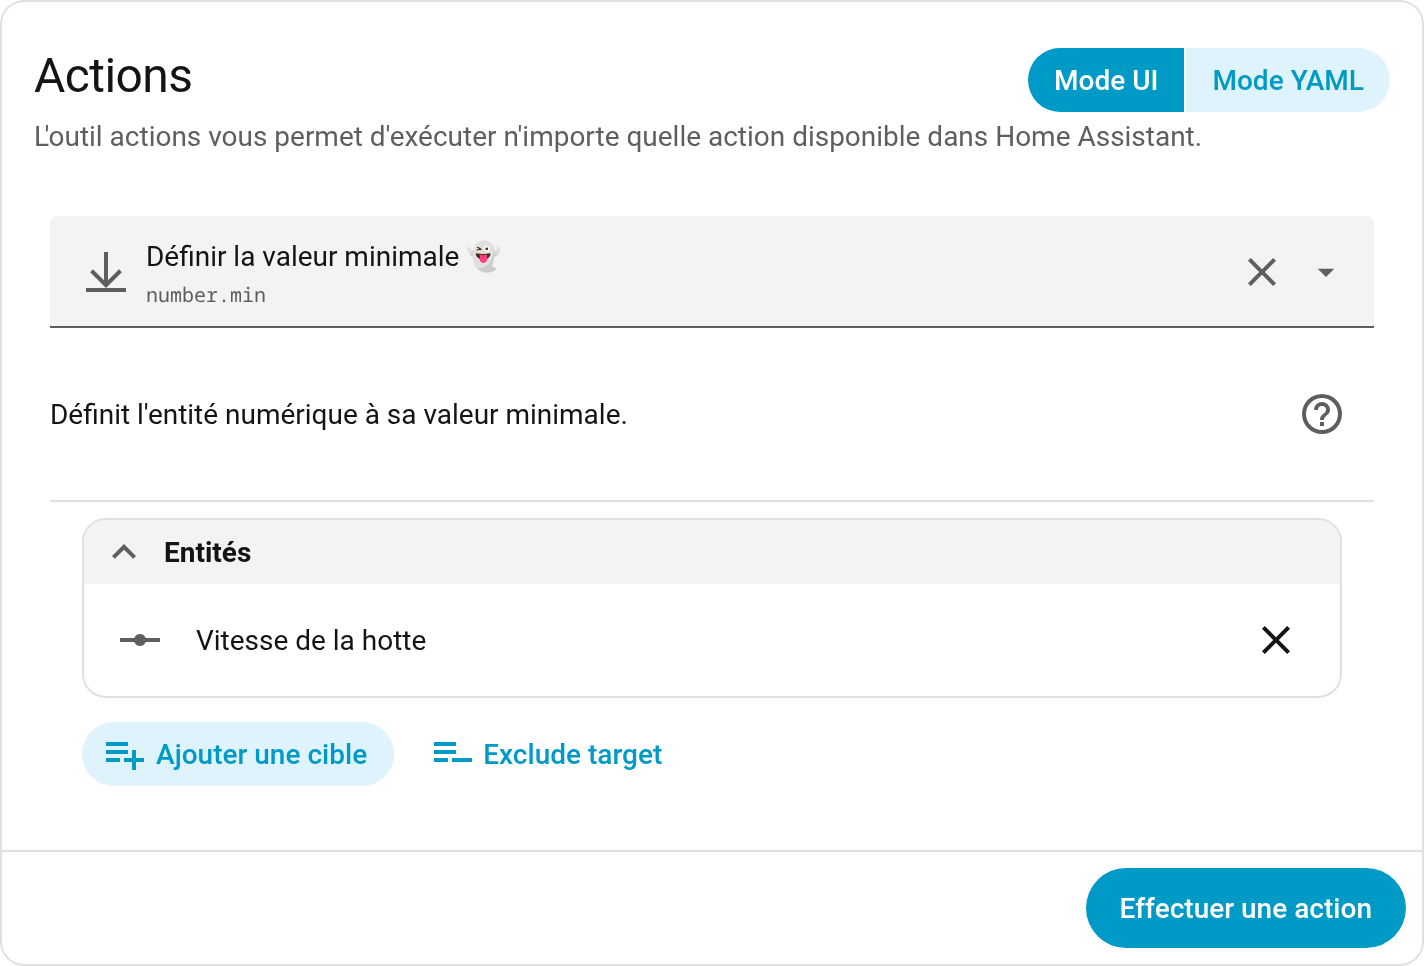 Actions
Mode UI
Mode YAML
L'outil actions vous permet d'exécuter n'importe quelle action disponible dans Home Assistant.
Définir la valeur minimale 👻
number.min
Définit l'entité numérique à sa valeur minimale.
Entités
Vitesse de la hotte
Ajouter une cible
Exclude target
Effectuer une action